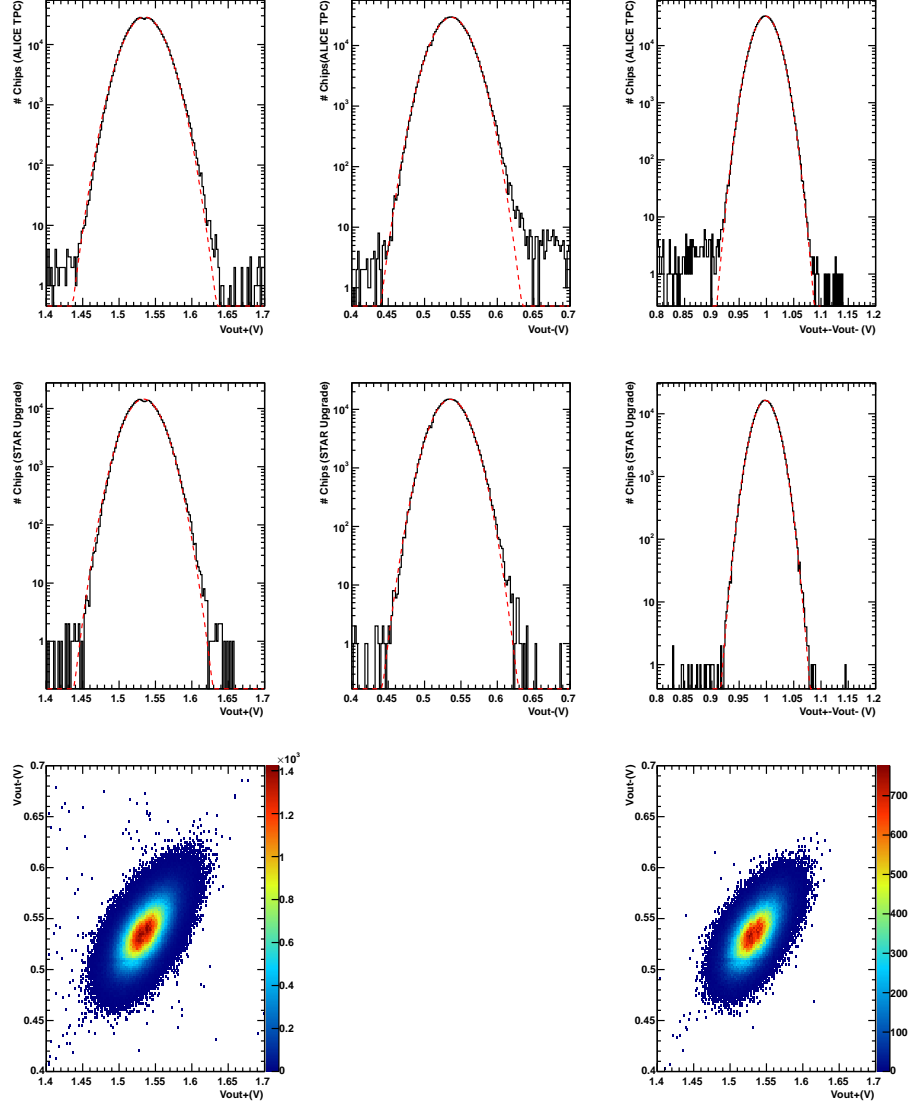 # Chips (ALICE TPC)
10^4
10^3
10^2
10
1
1.4 1.45 1.5 1.55 1.6 1.65 1.7
Vout+(V)
# Chips(ALICE TPC)
10^4
10^3
10^2
10
1
0.4 0.45 0.5 0.55 0.6 0.65 0.7
Vout-(V)
# Chips (ALICE TPC)
10^4
10^3
10^2
10
1
0.8 0.85 0.9 0.95 1 1.05 1.1 1.15 1.2
Vout+-Vout- (V)
# Chips (STAR Upgrade)
10^4
10^3
10^2
10
1
1.4 1.45 1.5 1.55 1.6 1.65 1.7
Vout+(V)
# Chips (STAR Upgrade)
10^4
10^3
10^2
10
1
0.4 0.45 0.5 0.55 0.6 0.65 0.7
Vout-(V)
# Chips (STAR Upgrade)
10^4
10^3
10^2
10
1
0.8 0.85 0.9 0.95 1 1.05 1.1 1.15 1.2
Vout+-Vout- (V)
Vout-(V)
0.7
0.65
0.6
0.55
0.5
0.45
0.4
1.4 1.45 1.5 1.55 1.6 1.65 1.7
Vout+(V)
×10^3
1.4
1.2
1
0.8
0.6
0.4
0.2
0
Vout-(V)
0.7
0.65
0.6
0.55
0.5
0.45
0.4
1.4 1.45 1.5 1.55 1.6 1.65 1.7
Vout+(V)
700
600
500
400
300
200
100
0